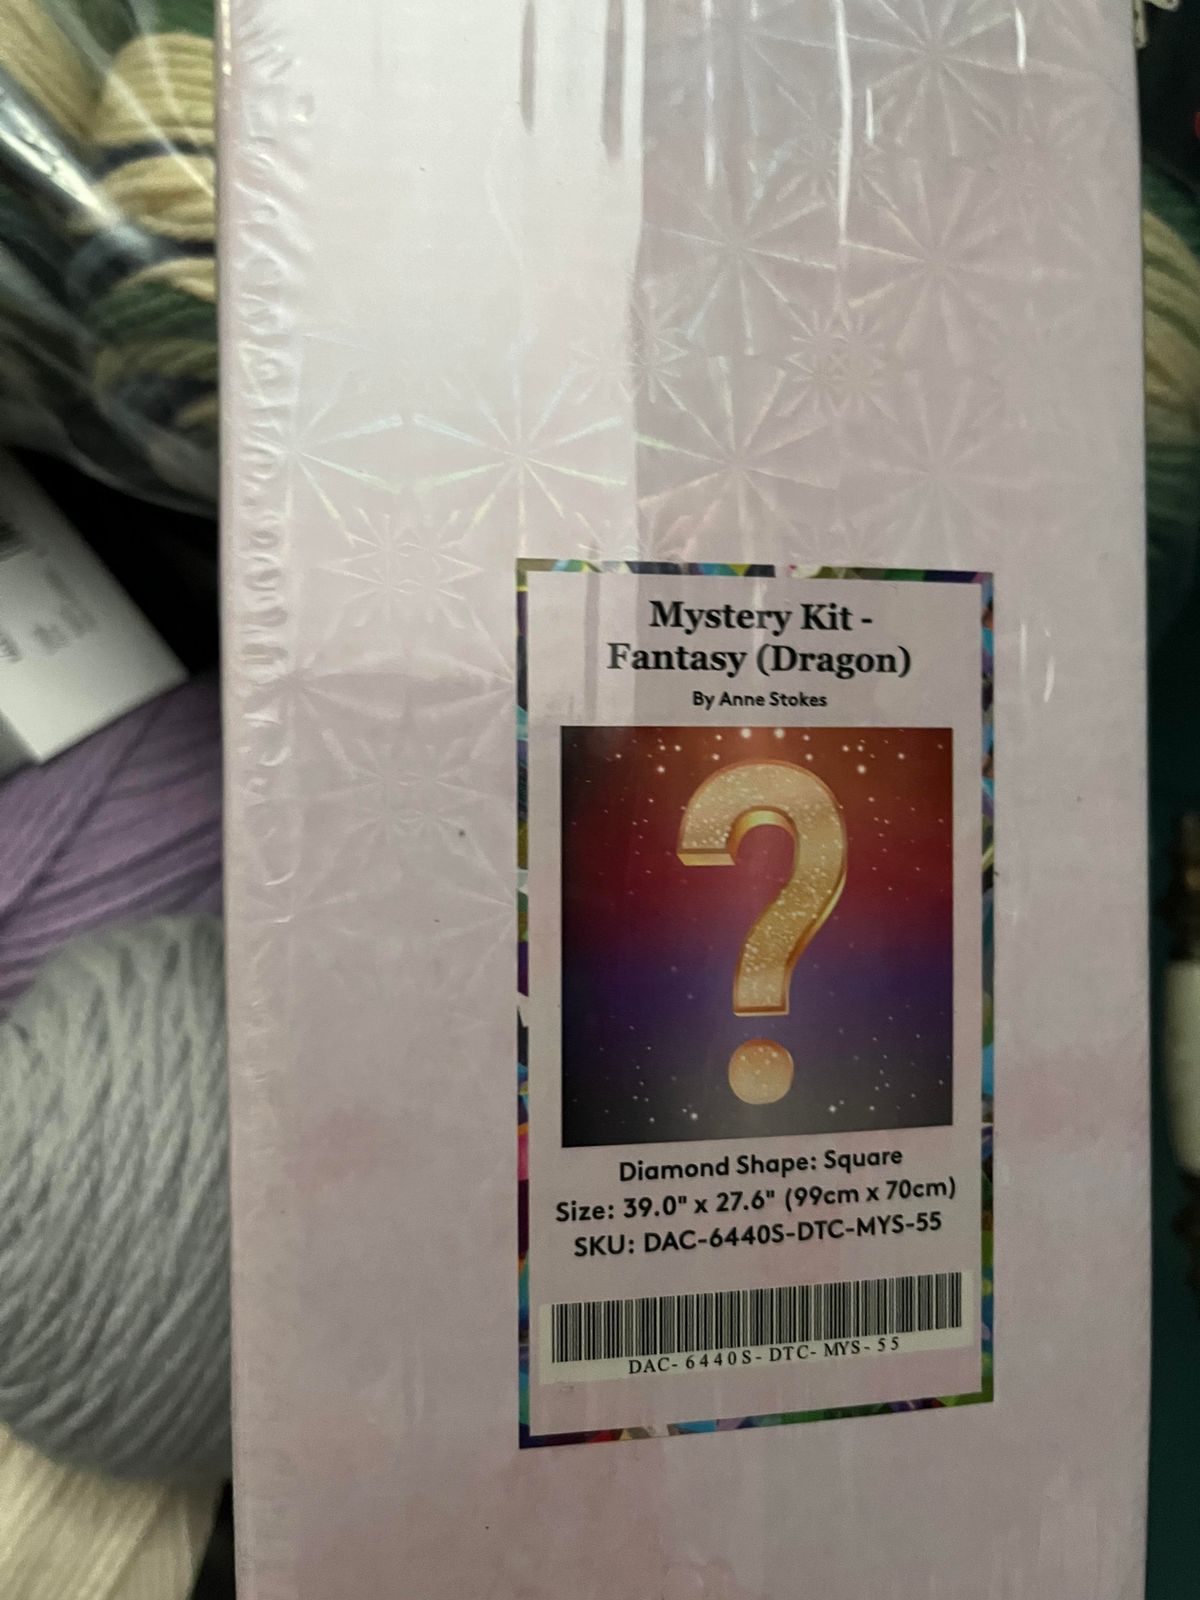 Mystery Kit -
Fantasy (Dragon)
By Anne Stokes
?
Diamond Shape: Square
Size: 39.0" x 27.6" (99cm x 70cm)
SKU: DAC-6440S-DTC-MYS-55
DAC-6440S-DTC-MYS-55